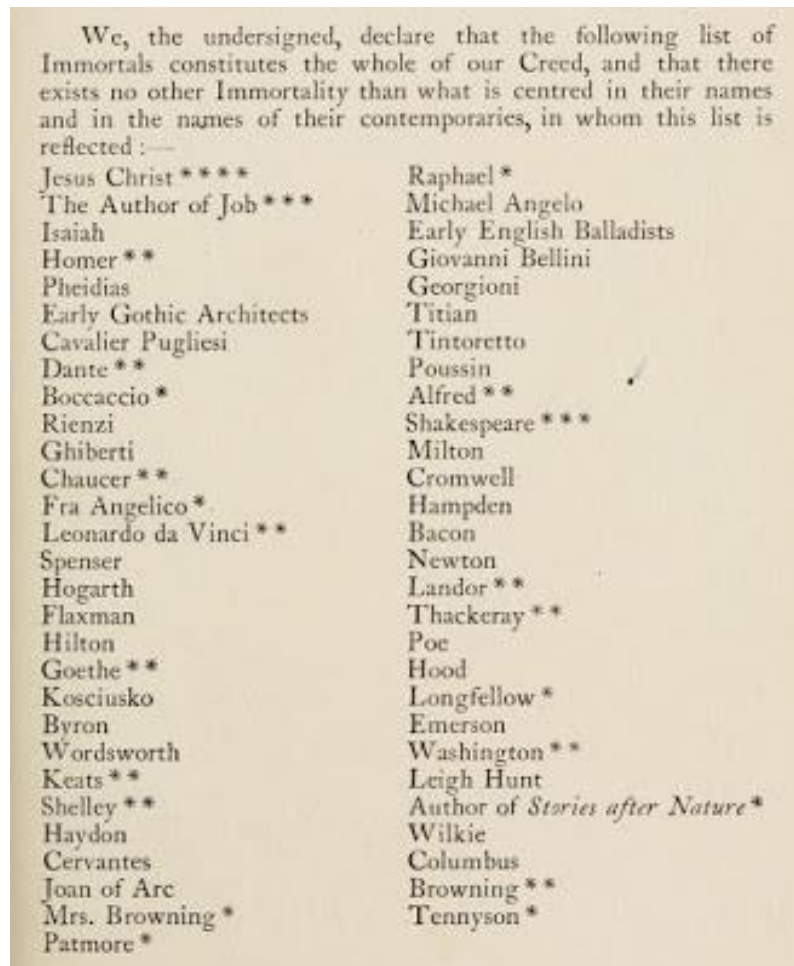 We, the undersigned, declare that the following list of
Immortals constitutes the whole of our Creed, and that there
exists no other Immortality than what is centred in their names
and in the names of their contemporaries, in whom this list is
reflected :—
Jesus Christ * * * *
The Author of Job * * *
Isaiah
Homer * *
Pheidias
Early Gothic Architects
Cavalier Pugliesi
Dante * *
Boccaccio *
Rienzi
Ghiberti
Chaucer * *
Fra Angelico *
Leonardo da Vinci * *
Spenser
Hogarth
Flaxman
Hilton
Goethe * *
Kosciusko
Byron
Wordsworth
Keats * *
Shelley * *
Haydon
Cervantes
Joan of Arc
Mrs. Browning *
Patmore *
Raphael *
Michael Angelo
Early English Balladists
Giovanni Bellini
Georgioni
Titian
Tintoretto
Poussin
Alfred * *
Shakespeare * * *
Milton
Cromwell
Hampden
Bacon
Newton
Landor * *
Thackeray * *
Poe
Hood
Longfellow *
Emerson
Washington * *
Leigh Hunt
Author of Stories after Nature *
Wilkie
Columbus
Browning * *
Tennyson *